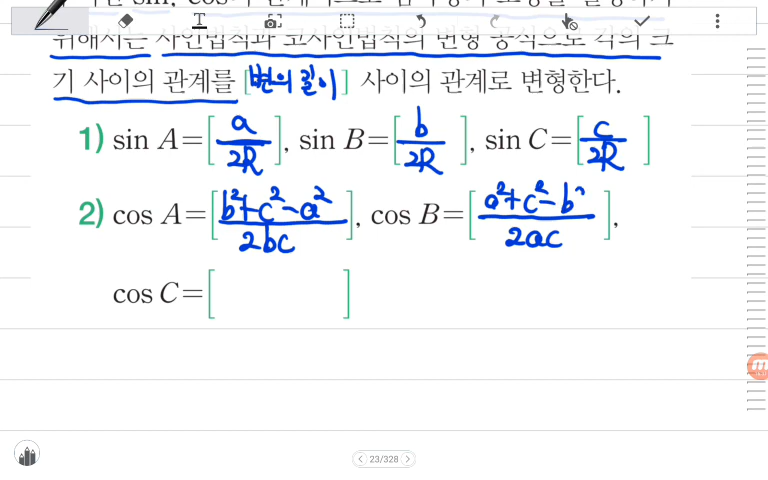 위해서는 사인법칙과 코사인법칙의 변형 공식으로 각의 크
기 사이의 관계를 [변의 길이] 사이의 관계로 변형한다.
1) sin A=[a/2R], sin B=[b/2R], sin C=[c/2R]
2) cos A=[b²+c²-a²/2bc], cos B=[a²+c²-b²/2ac],
cos C=[ ]
23/328